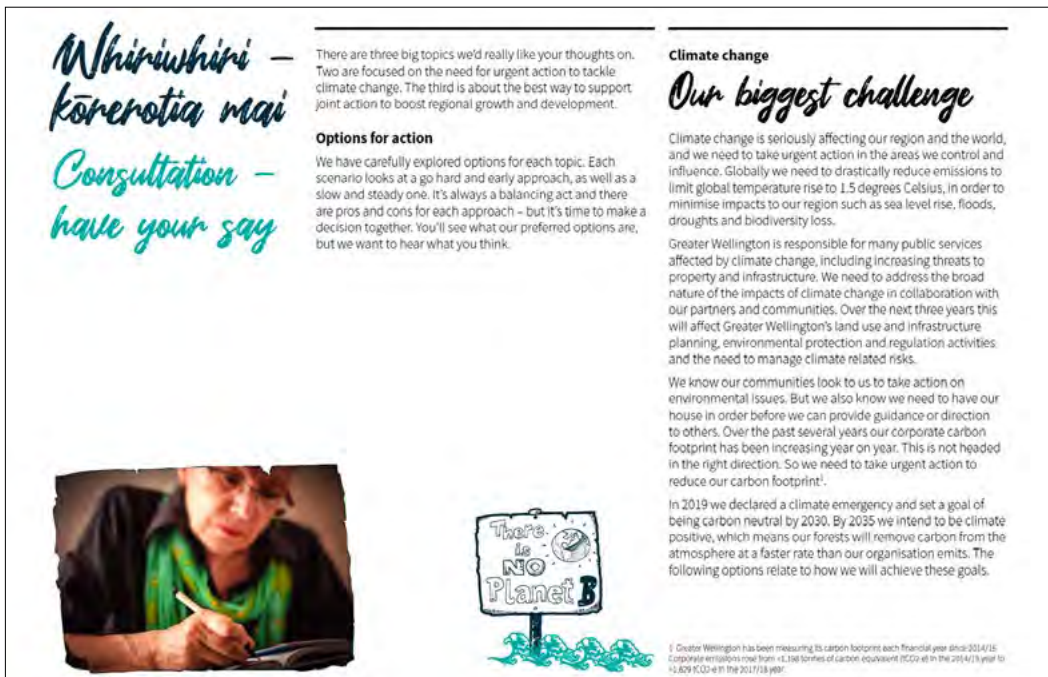 Whiriwhiri –
kōrerotia mai
Consultation –
have your say
There are three big topics we'd really like your thoughts on.
Two are focused on the need for urgent action to tackle
climate change. The third is about the best way to support
joint action to boost regional growth and development.
Options for action
We have carefully explored options for each topic. Each
scenario looks at a go hard and early approach, as well as a
slow and steady one. It's always a balancing act and there
are pros and cons for each approach – but it's time to make a
decision together. You'll see what our preferred options are,
but we want to hear what you think.
There
is
NO
Planet B
Climate change
Our biggest challenge
Climate change is seriously affecting our region and the world,
and we need to take urgent action in the areas we control and
influence. Globally we need to drastically reduce emissions to
limit global temperature rise to 1.5 degrees Celsius, in order to
minimise impacts to our region such as sea level rise, floods,
droughts and biodiversity loss.
Greater Wellington is responsible for many public services
affected by climate change, including increasing threats to
property and infrastructure. We need to address the broad
nature of the impacts of climate change in collaboration with
our partners and communities. Over the next three years this
will affect Greater Wellington's land use and infrastructure
planning, environmental protection and regulation activities
and the need to manage climate related risks.
We know our communities look to us to take action on
environmental issues. But we also know we need to have our
house in order before we can provide guidance or direction
to others. Over the past several years our corporate carbon
footprint has been increasing year on year. This is not headed
in the right direction. So we need to take urgent action to
reduce our carbon footprint¹.
In 2019 we declared a climate emergency and set a goal of
being carbon neutral by 2030. By 2035 we intend to be climate
positive, which means our forests will remove carbon from the
atmosphere at a faster rate than our organisation emits. The
following options relate to how we will achieve these goals.
Greater Wellington has been measuring its carbon footprint each financial year since 2014/15
Corporate emissions rose from tonnes of carbon equivalent in the 2014/15 year to
in the 2017/18 year.